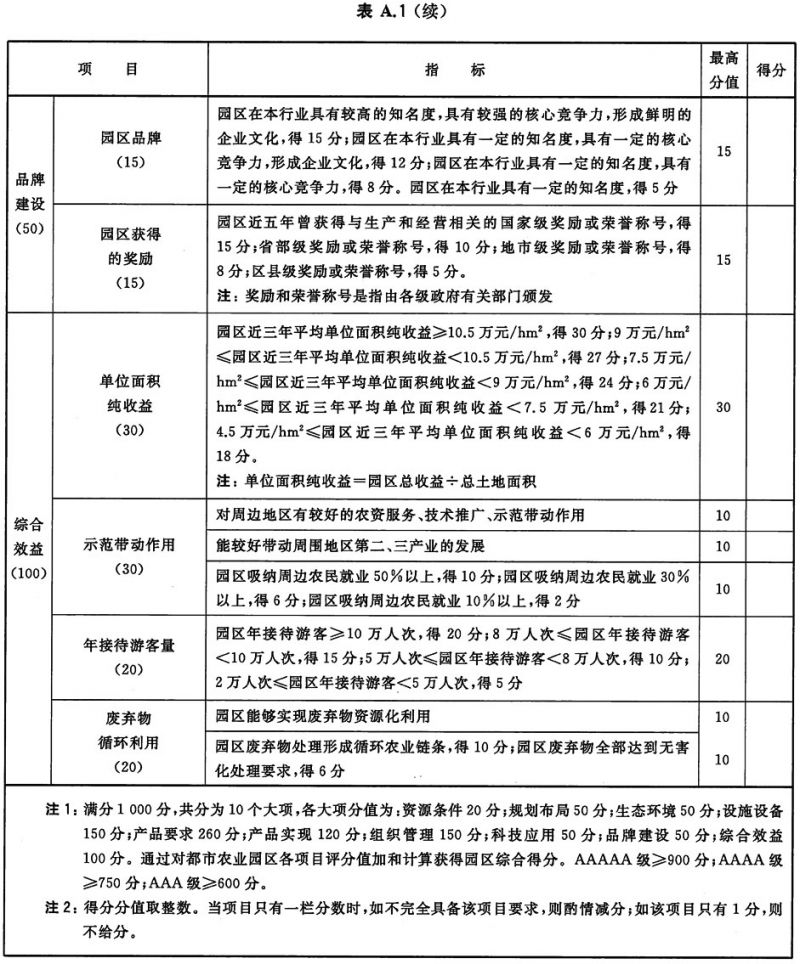 表 A.1（续）
项　目
指　标
最高
分值
得分
品牌
建设
(50)
园区品牌
(15)
园区在本行业具有较高的知名度,具有较强的核心竞争力,形成鲜明的
企业文化,得 15 分;园区在本行业具有一定的知名度,具有一定的核心
竞争力,形成企业文化,得 12 分;园区在本行业具有一定的知名度,具有
一定的核心竞争力,得 8 分。园区在本行业具有一定的知名度,得 5 分
15
园区获得
的奖励
(15)
园区近五年曾获得与生产和经营相关的国家级奖励或荣誉称号,得
15 分;省部级奖励或荣誉称号,得 10 分;地市级奖励或荣誉称号,得
8 分;区县级奖励或荣誉称号,得 5 分。
注: 奖励和荣誉称号是指由各级政府有关部门颁发
15
综合
效益
(100)
单位面积
纯收益
(30)
园区近三年平均单位面积纯收益≥10.5 万元/hm²,得 30 分;9 万元/hm²
≤园区近三年平均单位面积纯收益<10.5 万元/hm²,得 27 分;7.5 万元/
hm²≤园区近三年平均单位面积纯收益<9 万元/hm²,得 24 分;6 万元/
hm²≤园区近三年平均单位面积纯收益<7.5 万元/hm²,得21分;
4.5 万元/hm²≤园区近三年平均单位面积纯收益<6 万元/hm²,得
18 分。
注: 单位面积纯收益=园区总收益÷总土地面积
30
示范带动作用
(30)
对周边地区有较好的农资服务、技术推广、示范带动作用
10
能较好带动周围地区第二、三产业的发展
10
园区吸纳周边农民就业 50%以上,得 10 分;园区吸纳周边农民就业 30%
以上,得 6 分;园区吸纳周边农民就业 10%以上,得 2 分
10
年接待游客量
(20)
园区年接待游客≥10 万人次,得 20 分;8 万人次≤园区年接待游客
<10 万人次,得 15 分;5 万人次≤园区年接待游客<8 万人次,得 10 分;
2 万人次≤园区年接待游客<5 万人次,得 5 分
20
废弃物
循环利用
(20)
园区能够实现废弃物资源化利用
10
园区废弃物处理形成循环农业链条,得 10 分;园区废弃物全部达到无害
化处理要求,得 6 分
10
注 1: 满分 1 000 分,共分为 10 个大项,各大项分值为:资源条件 20 分;规划布局 50 分;生态环境 50 分;设施设备
150 分;产品要求 260 分;产品实现 120 分;组织管理 150 分;科技应用 50 分;品牌建设 50 分;综合效益
100 分。通过对都市农业园区各项目评分值加和计算获得园区综合得分。AAAAA 级≥900 分;AAAA 级
≥750 分;AAA 级≥600 分。
注 2: 得分分值取整数。当项目只有一栏分数时,如不完全具备该项目要求,则酌情减分;如该项目只有 1 分,则
不给分。